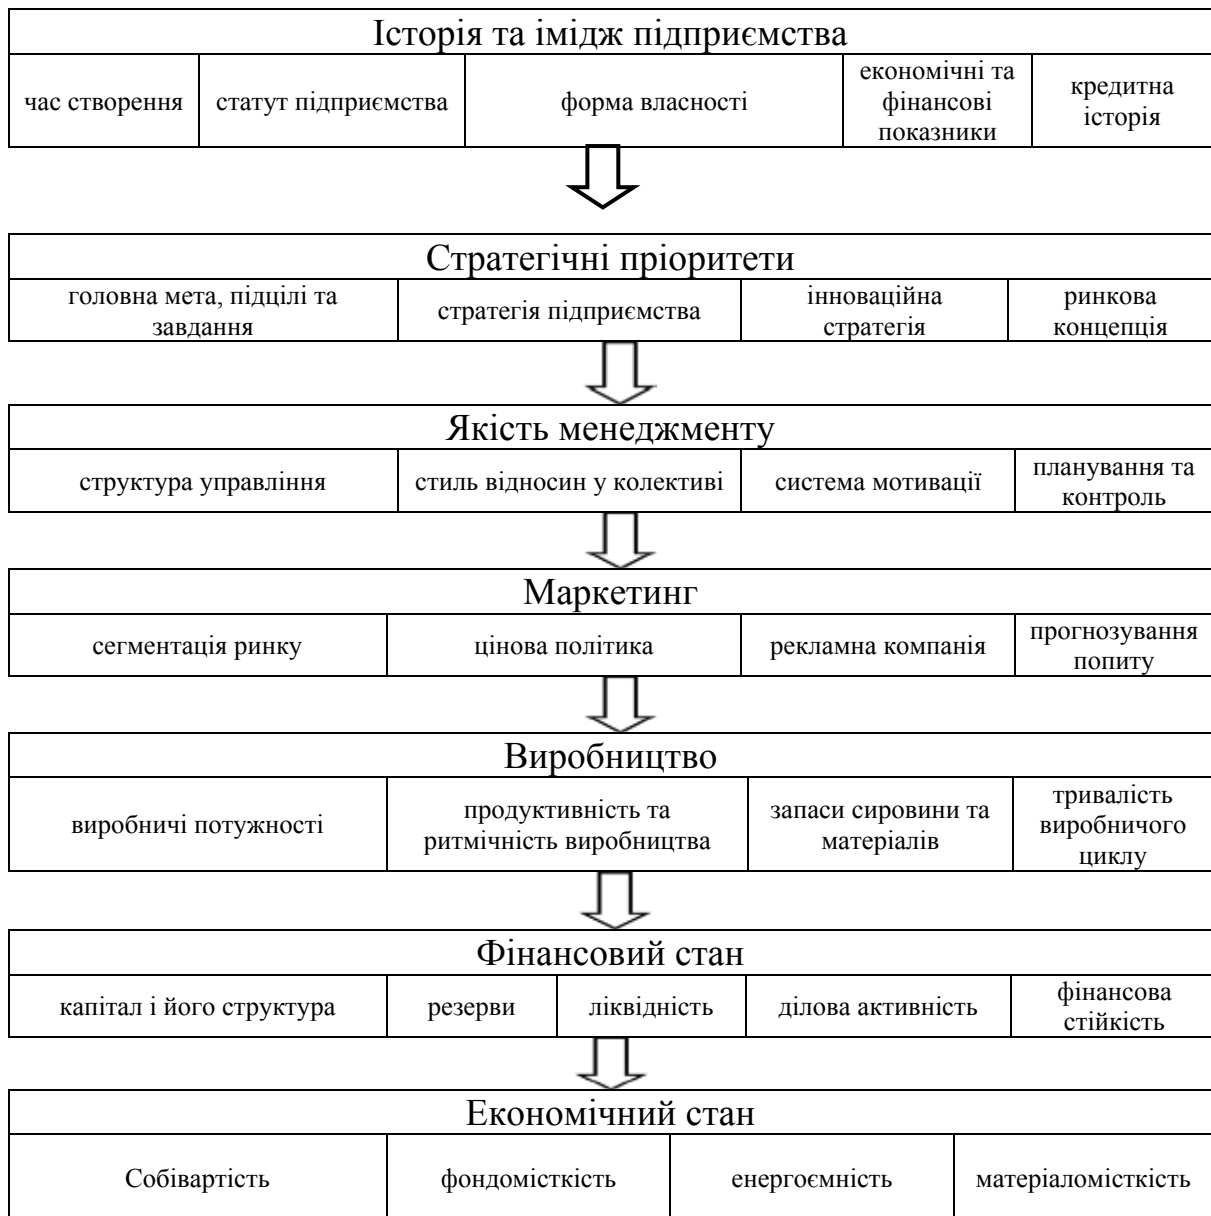 Історія та імідж підприємства
час створення
статут підприємства
форма власності
економічні та
фінансові
показники
кредитна
історія
Стратегічні пріоритети
головна мета, підцілі та
завдання
стратегія підприємства
інноваційна
стратегія
ринкова
концепція
Якість менеджменту
структура управління
стиль відносин у колективі
система мотивації
планування та
контроль
Маркетинг
сегментація ринку
цінова політика
рекламна компанія
прогнозування
попиту
Виробництво
виробничі потужності
продуктивність та
ритмічність виробництва
запаси сировини та
матеріалів
тривалість
виробничого
циклу
Фінансовий стан
капітал і його структура
резерви
ліквідність
ділова активність
фінансова
стійкість
Економічний стан
Собівартість
фондомісткість
енергоємність
матеріаломісткість